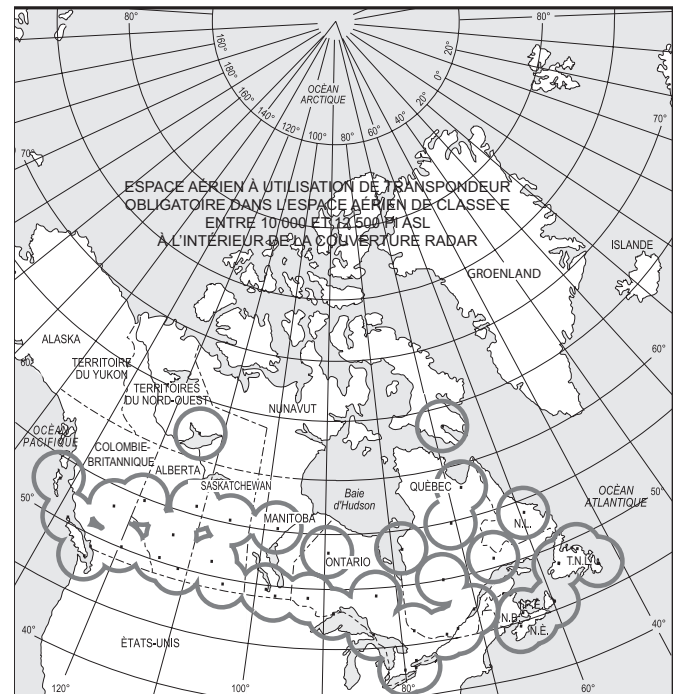 80°
80°
160°
180°
160°
140°
120°
100°
80°
60°
40°
20°
0°
20°
OCÉAN
ARCTIQUE
70°
70°
ESPACE AÉRIEN À UTILISATION DE TRANSPONDEUR
OBLIGATOIRE DANS L'ESPACE AÉRIEN DE CLASSE E
ENTRE 10 000 ET 12 500 PI ASL
À L'INTÉRIEUR DE LA COUVERTURE RADAR
ISLANDE
GROENLAND
ALASKA
60°
60°
TERRITOIRE
DU YUKON
TERRITOIRES
DU NORD-OUEST
NUNAVUT
OCÉAN
PACIFIQUE
COLOMBIE-
BRITANNIQUE
ALBERTA
SASKATCHEWAN
MANITOBA
Baie
d'Hudson
QUÈBEC
OCÈAN
ATLANTIQUE
50°
50°
N.L.
ONTARIO
T.N.L.
I.P.É.
N.B.
N.É.
ÈTATS-UNIS
40°
40°
120°
100°
80°
60°